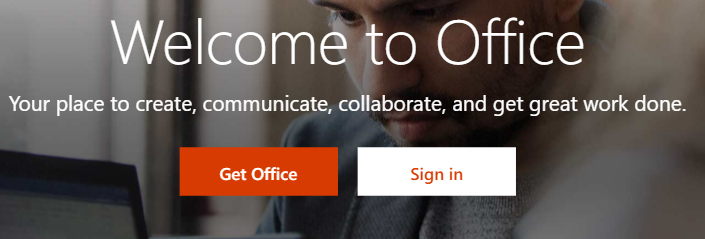 Welcome to Office
Your place to create, communicate, collaborate, and get great work done.
Get Office
Sign in